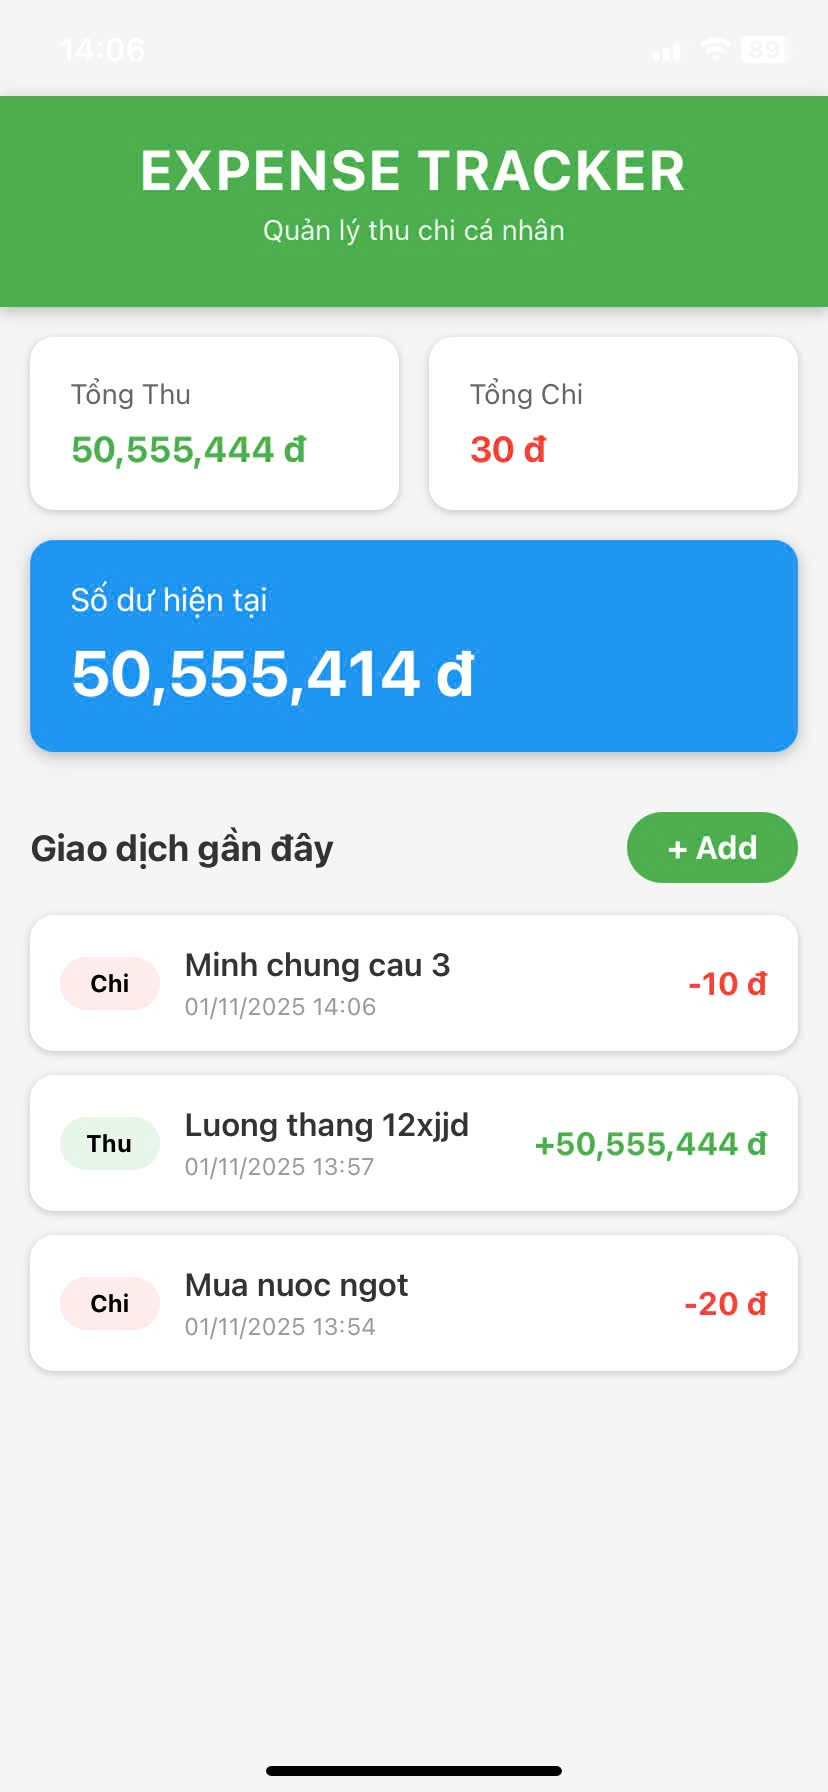 14:06
89
EXPENSE TRACKER
Quản lý thu chi cá nhân
Tổng Thu
50,555,444 đ
Tổng Chi
30 đ
Số dư hiện tại
50,555,414 đ
Giao dịch gần đây
+ Add
Chi
Minh chung cau 3
01/11/2025 14:06
-10 đ
Thu
Luong thang 12xjjd
01/11/2025 13:57
+50,555,444 đ
Chi
Mua nuoc ngot
01/11/2025 13:54
-20 đ